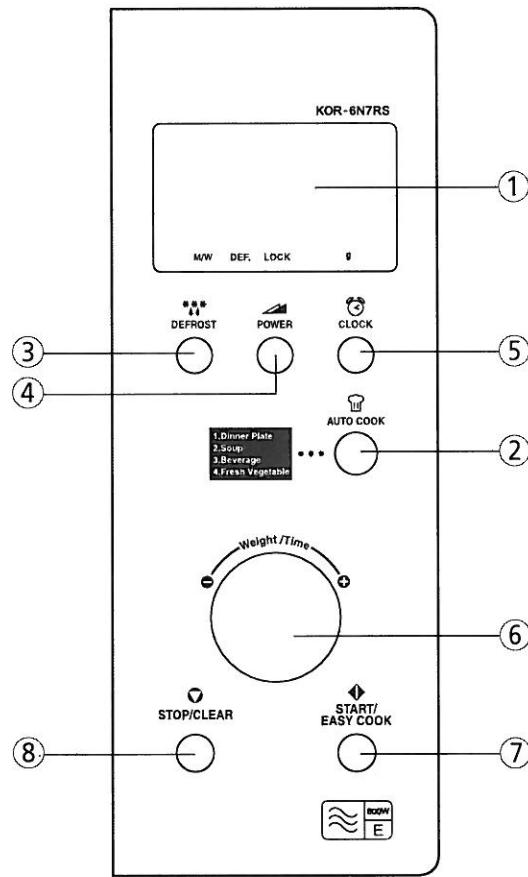 KOR-6N7RS
①
M/W DEF. LOCK g
DEFROST POWER CLOCK
③ ⑤
④
AUTO COOK
1.Dinner Plate
2.Soup
3.Beverage
4.Fresh Vegetable
②
Weight/Time
⑥
STOP/CLEAR
START/
EASY COOK
⑧ ⑦
800W
E